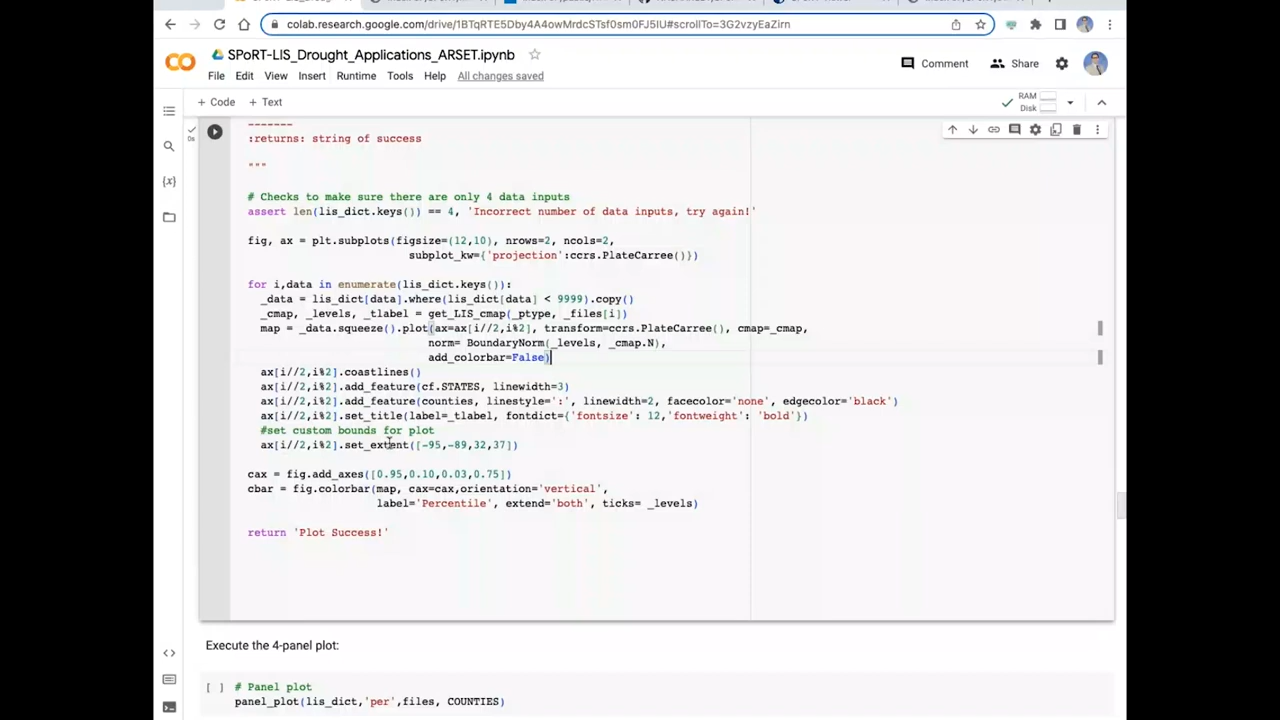 colab.research.google.com/drive/1BTqRTE5Dby4A4owMrdcSTsf0sm0FJ5IU#scrollTo=3G2vzyEaZirn
SPoRT-LIS_Drought_Applications_ARSET.ipynb
File Edit View Insert Runtime Tools Help All changes saved
Comment Share
+ Code + Text
RAM
Disk
0s
-------
:returns: string of success
"""
# Checks to make sure there are only 4 data inputs
assert len(lis_dict.keys()) == 4, 'Incorrect number of data inputs, try again!'
fig, ax = plt.subplots(figsize=(12,10), nrows=2, ncols=2,
subplot_kw={'projection':ccrs.PlateCarree()})
for i,data in enumerate(lis_dict.keys()):
_data = lis_dict[data].where(lis_dict[data] < 9999).copy()
_cmap, _levels, _tlabel = get_LIS_cmap(_ptype, _files[i])
map = _data.squeeze().plot(ax=ax[i//2,i%2], transform=ccrs.PlateCarree(), cmap=_cmap,
norm= BoundaryNorm(_levels, _cmap.N),
add_colorbar=False)
ax[i//2,i%2].coastlines()
ax[i//2,i%2].add_feature(cf.STATES, linewidth=3)
ax[i//2,i%2].add_feature(counties, linestyle=':', linewidth=2, facecolor='none', edgecolor='black')
ax[i//2,i%2].set_title(label=_tlabel, fontdict={'fontsize': 12,'fontweight': 'bold'})
#set custom bounds for plot
ax[i//2,i%2].set_extent([-95,-89,32,37])
cax = fig.add_axes([0.95,0.10,0.03,0.75])
cbar = fig.colorbar(map, cax=cax,orientation='vertical',
label='Percentile', extend='both', ticks= _levels)
return 'Plot Success!'
Execute the 4-panel plot:
[ ] # Panel plot
panel_plot(lis_dict,'per',files, COUNTIES)